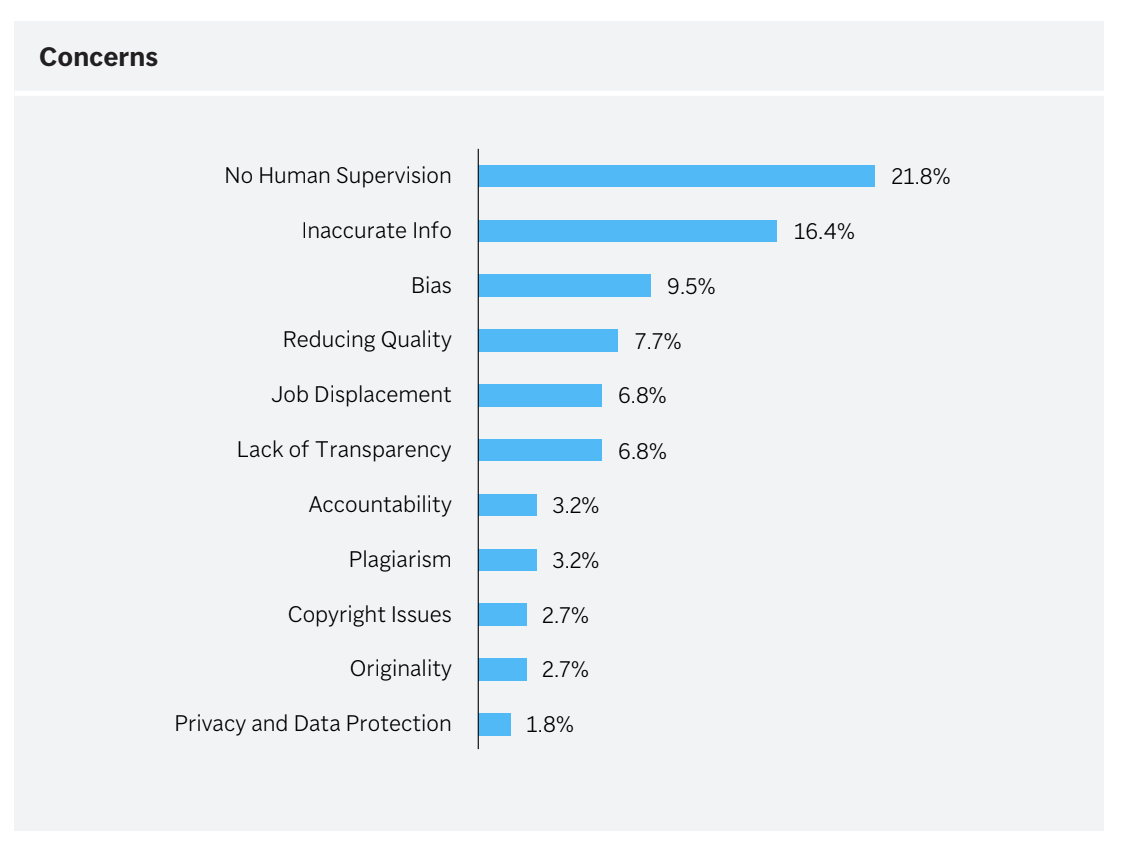 Concerns
No Human Supervision 21.8%
Inaccurate Info 16.4%
Bias 9.5%
Reducing Quality 7.7%
Job Displacement 6.8%
Lack of Transparency 6.8%
Accountability 3.2%
Plagiarism 3.2%
Copyright Issues 2.7%
Originality 2.7%
Privacy and Data Protection 1.8%